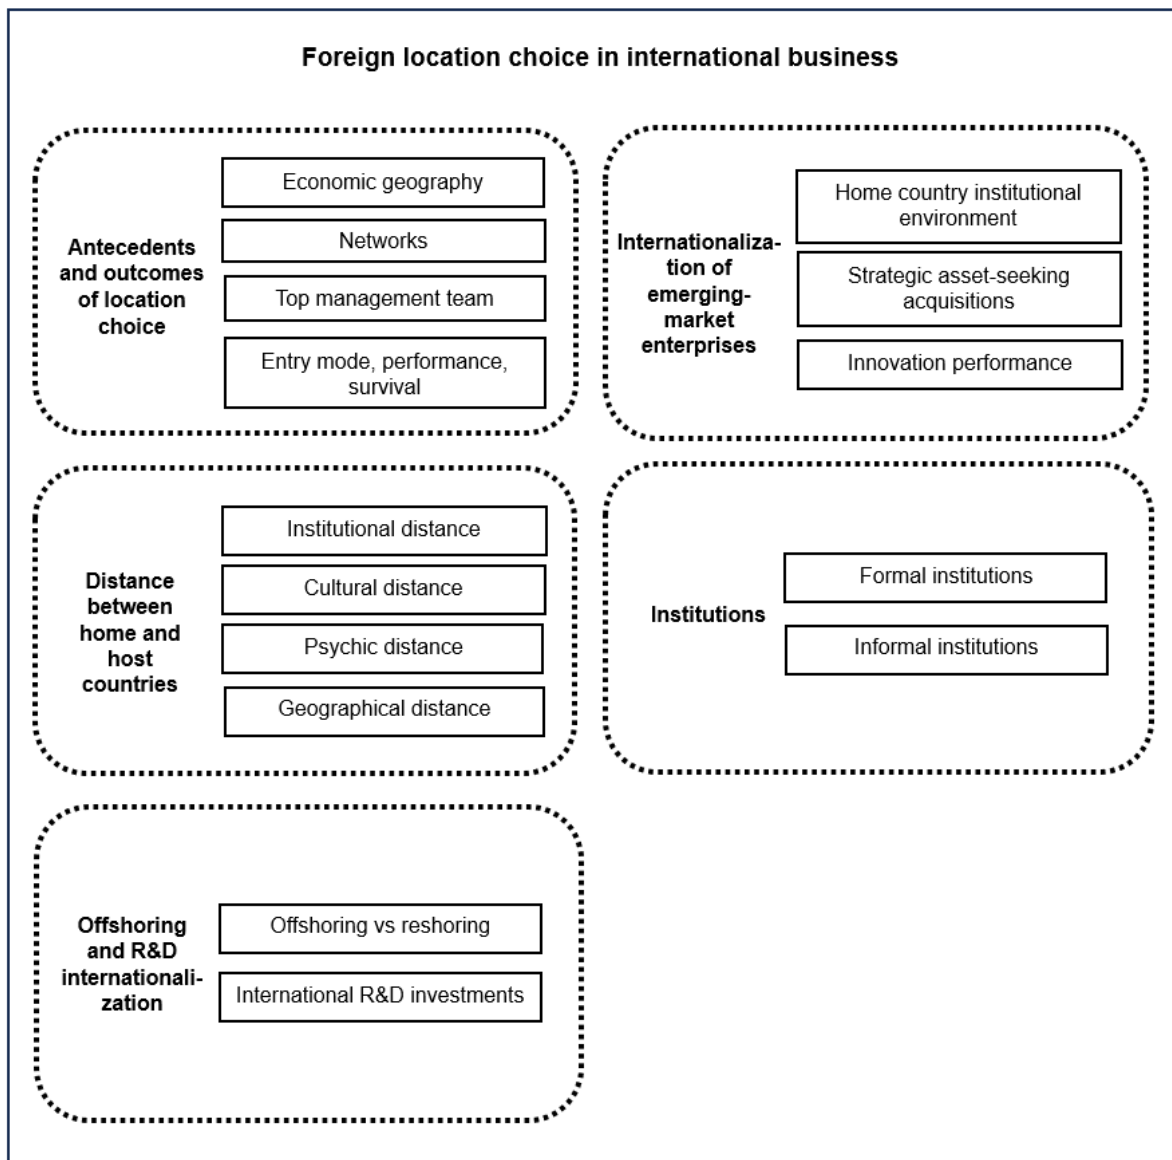 Foreign location choice in international business
Antecedents
and outcomes
of location
choice
Economic geography
Networks
Top management team
Entry mode, performance,
survival
Internationaliza-
tion of
emerging-
market
enterprises
Home country institutional
environment
Strategic asset-seeking
acquisitions
Innovation performance
Distance
between
home and
host
countries
Institutional distance
Cultural distance
Psychic distance
Geographical distance
Institutions
Formal institutions
Informal institutions
Offshoring
and R&D
internationali-
zation
Offshoring vs reshoring
International R&D investments